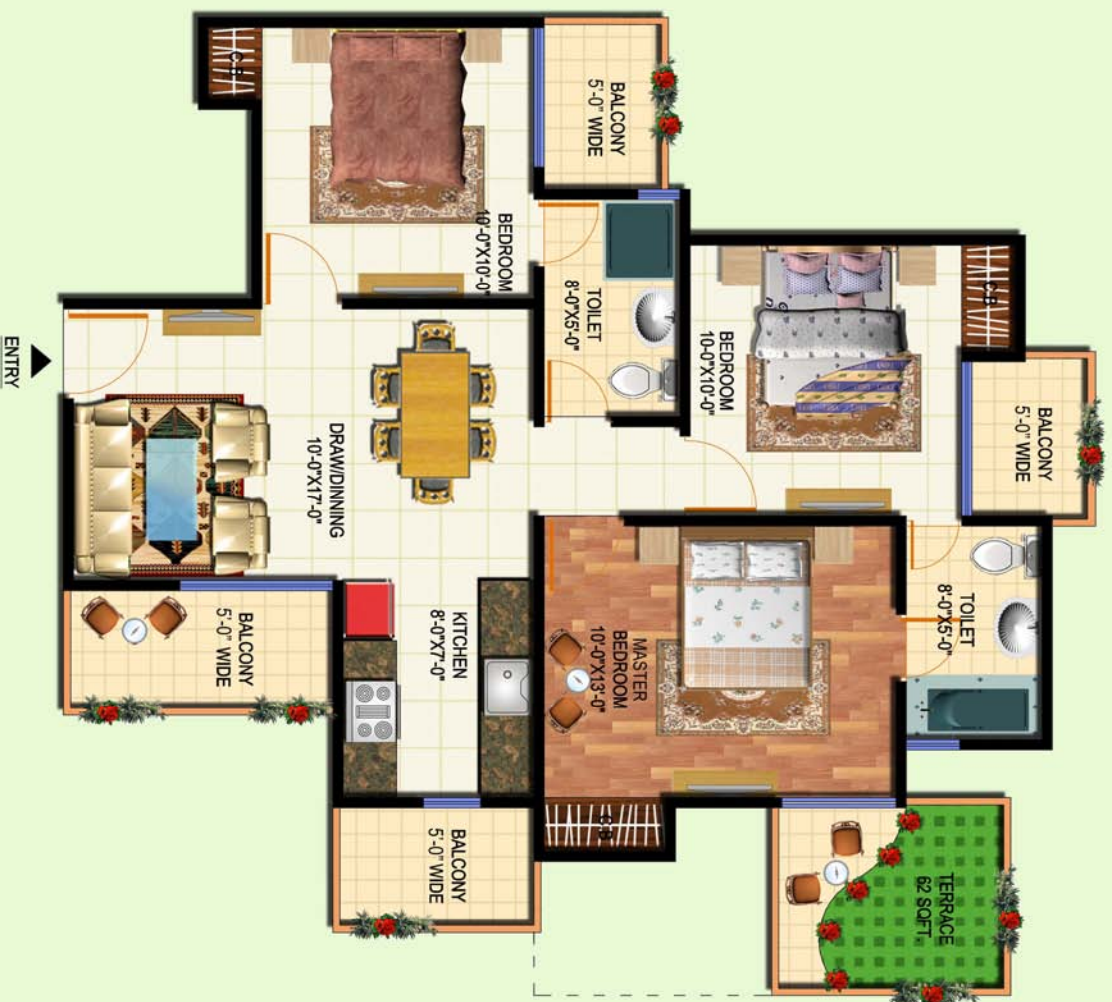 BALCONY
5'-0" WIDE
C-B
BEDROOM
10'-0"X10'-0"
TOILET
8'-0"X5'-0"
C-B
BEDROOM
10-0"X10'-0"
BALCONY
5'-0" WIDE
ENTRY
DRAW/DINNING
10'-0"X17'-0"
TOILET
8'-0"X5'-0"
KITCHEN
8'-0"X7'-0"
MASTER
BEDROOM
10'-0"X13'-0"
BALCONY
5'-0" WIDE
C-B
BALCONY
5'-0" WIDE
TERRACE
62 SQFT.